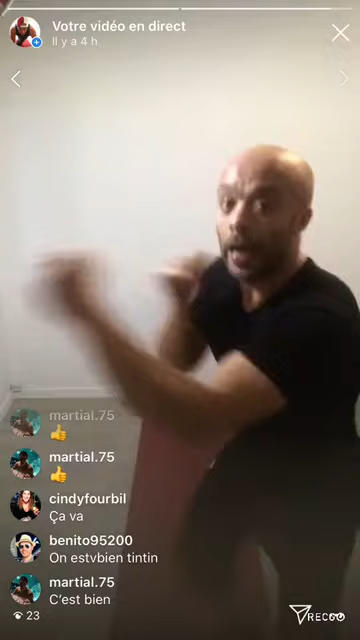 Votre vidéo en direct
Il y a 4 h
martial.75
👍
martial.75
👍
cindyfourbil
Ça va
benito95200
On estvbien tintin
martial.75
C'est bien
23
RECGO